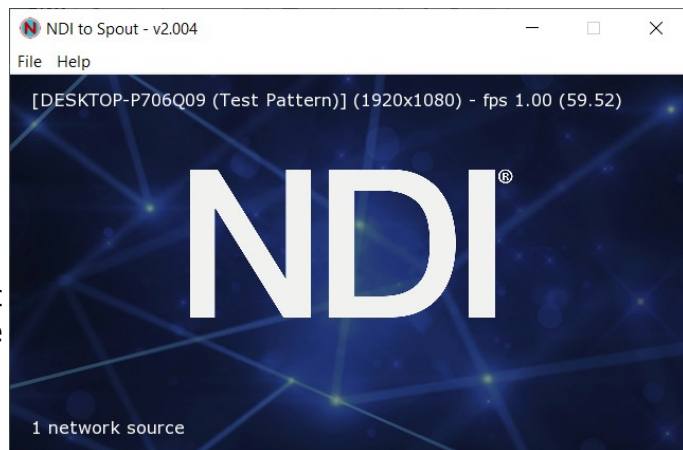 NDI to Spout - v2.004
File Help
[DESKTOP-P706Q09 (Test Pattern)] (1920x1080) - fps 1.00 (59.52)
NDI®
1 network source